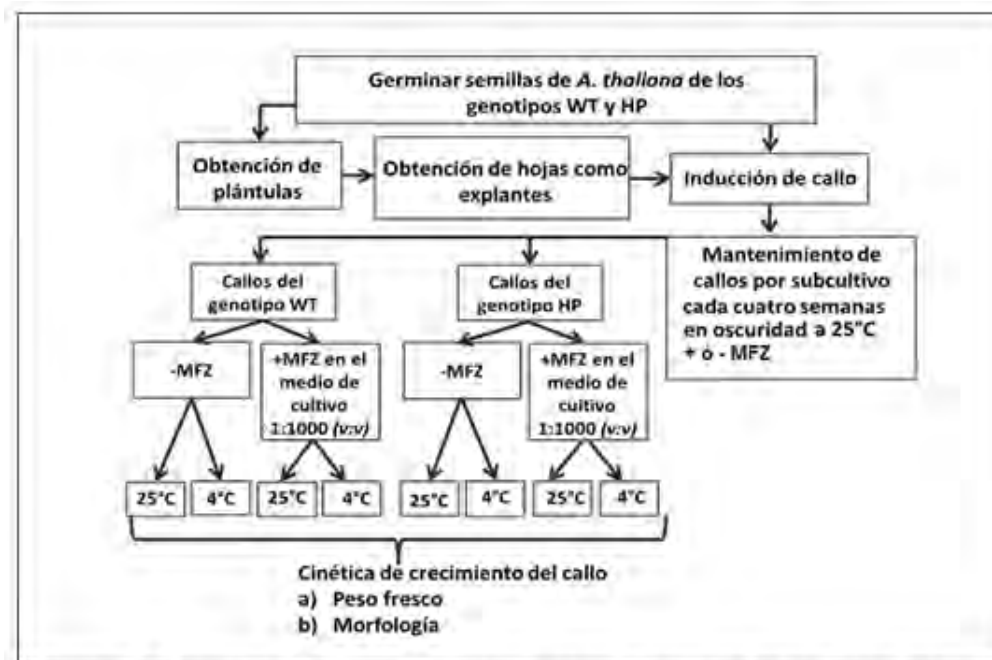 Germinar semillas de A. thaliana de los
genotipos WT y HP
Obtención de
plántulas
Obtención de hojas como
explantes
Inducción de callo
Mantenimiento de
callos por subcultivo
cada cuatro semanas
en oscuridad a 25°C
+ ó - MFZ
Callos del
genotipo WT
Callos del
genotipo HP
-MFZ
+MFZ en el
medio de
cultivo
1:1000 (v:v)
-MFZ
+MFZ en el
medio de
cultivo
1:1000 (v:v)
25°C
4°C
25°C
4°C
25°C
4°C
25°C
4°C
Cinética de crecimiento del callo
a) Peso fresco
b) Morfología